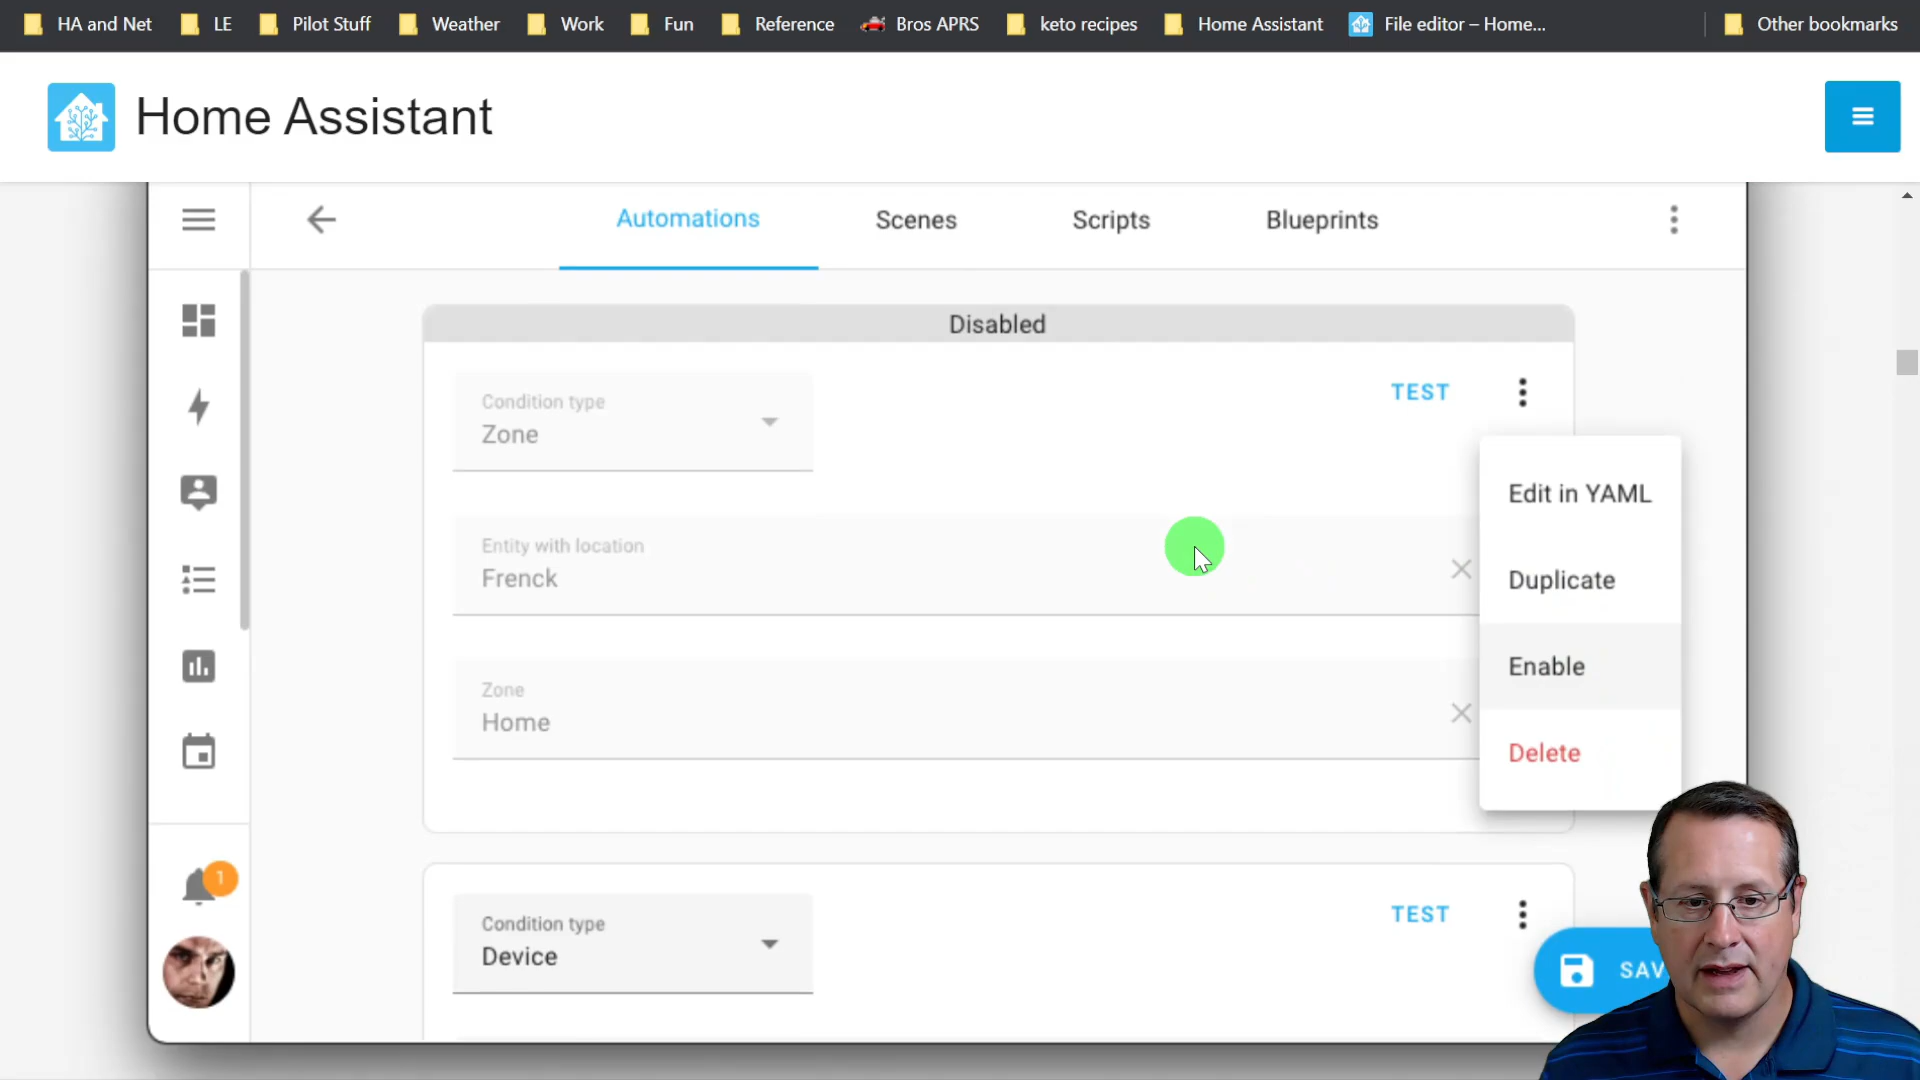 HA and Net LE Pilot Stuff Weather Work Fun Reference Bros APRS keto recipes Home Assistant File editor – Home... Other bookmarks
Home Assistant
Automations Scenes Scripts Blueprints
Disabled
Condition type
Zone
TEST
Edit in YAML
Entity with location
Frenck
Duplicate
Enable
Zone
Home
Delete
1
Condition type
Device
TEST
SAV